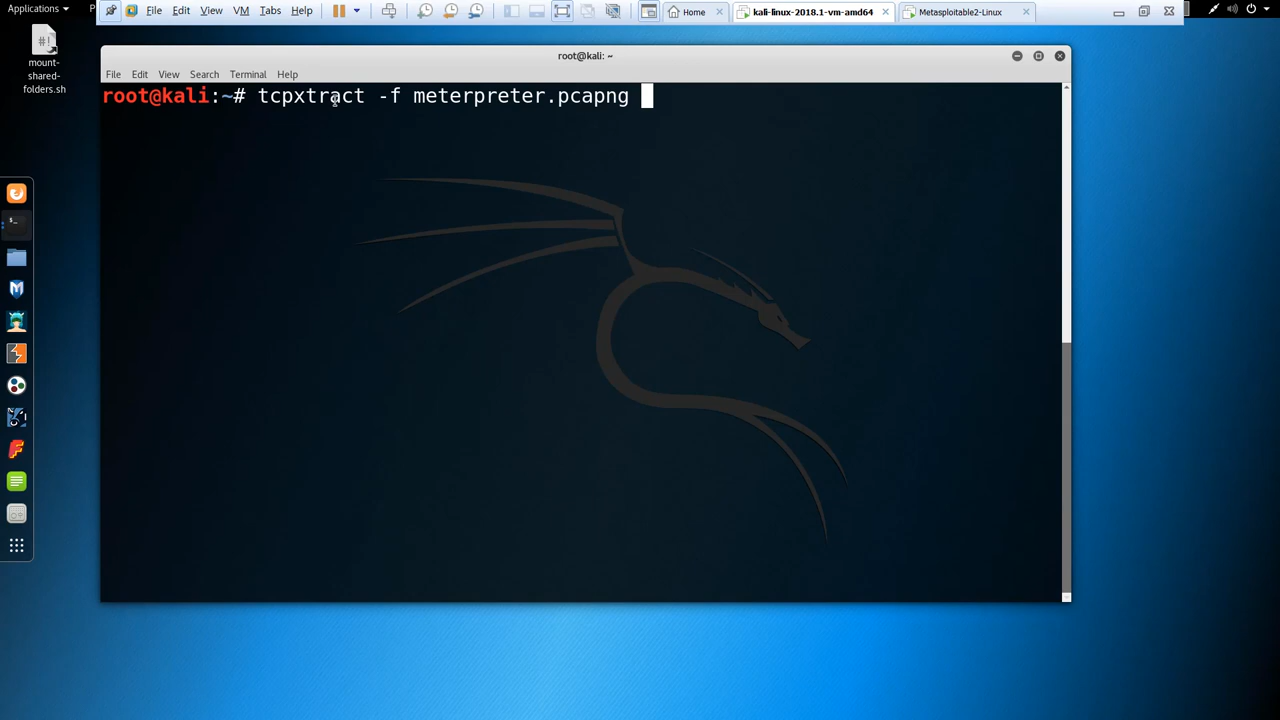 Applications
P
File Edit View VM Tabs Help
Home
kali-linux-2018.1-vm-amd64
Metasploitable2-Linux
#!
mount-
shared-
folders.sh
root@kali: ~
File Edit View Search Terminal Help
root@kali:~# tcpxtract -f meterpreter.pcapng